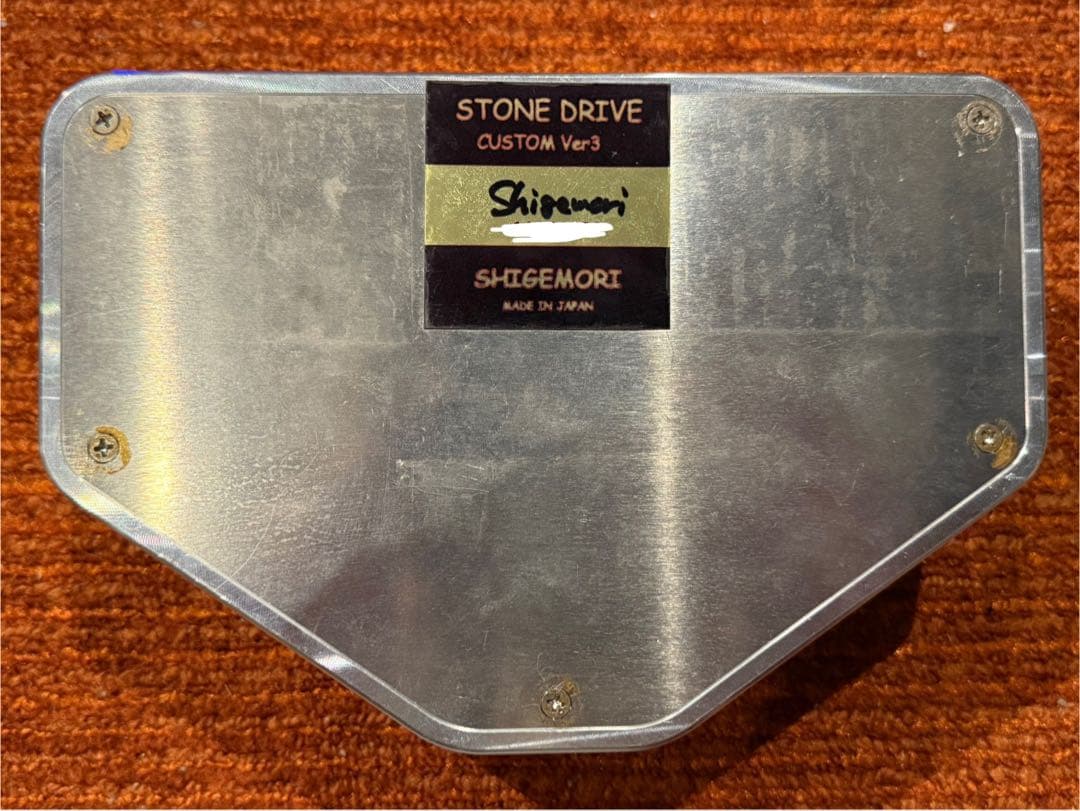 STONE DRIVE
CUSTOM Ver3
Shigemori
SHIGEMORI
MADE IN JAPAN